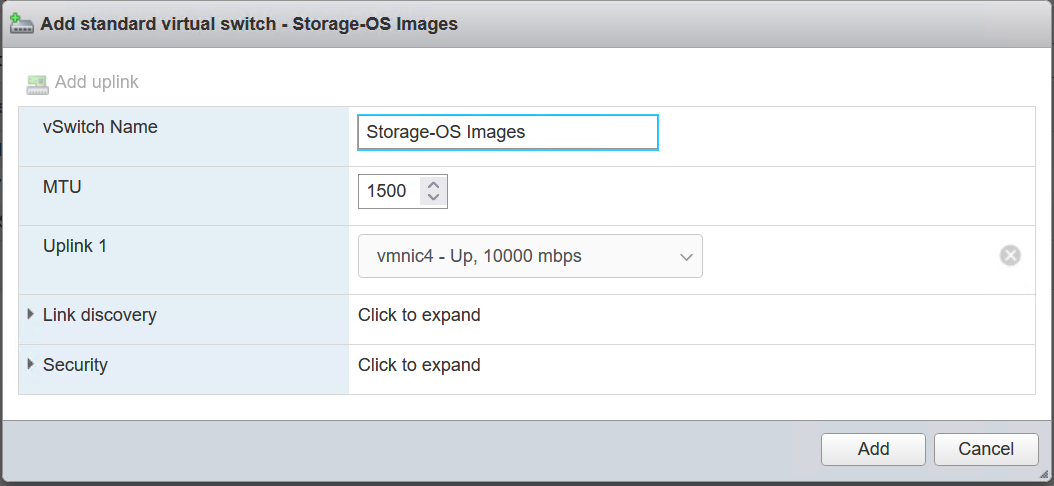 Add standard virtual switch - Storage-OS Images
Add uplink
vSwitch Name
Storage-OS Images
MTU
1500
Uplink 1
vmnic4 - Up, 10000 mbps
Link discovery
Click to expand
Security
Click to expand
Add
Cancel